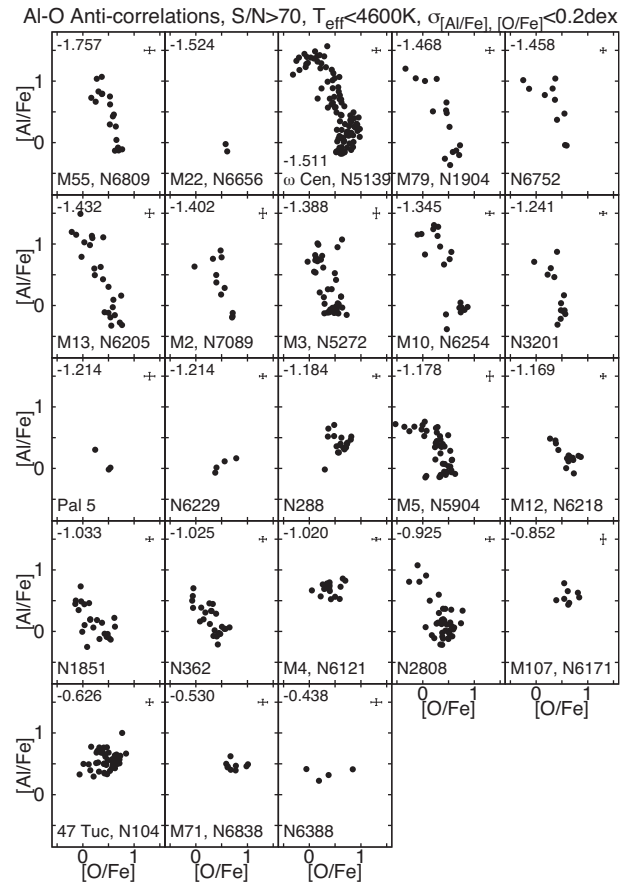 Al-O Anti-correlations, S/N>70, Teff<4600K, σ[Al/Fe], [O/Fe]<0.2dex
-1.757 -1.524 -1.468 -1.458
[Al/Fe] 1 0
-1.511
M55, N6809 M22, N6656 ω Cen, N5139 M79, N1904 N6752
-1.432 -1.402 -1.388 -1.345 -1.241
[Al/Fe] 1 0
M13, N6205 M2, N7089 M3, N5272 M10, N6254 N3201
-1.214 -1.214 -1.184 -1.178 -1.169
[Al/Fe] 1 0
Pal 5 N6229 N288 M5, N5904 M12, N6218
-1.033 -1.025 -1.020 -0.925 -0.852
[Al/Fe] 1 0
N1851 N362 M4, N6121 N2808 M107, N6171
0 1 0 1
[O/Fe] [O/Fe]
-0.626 -0.530 -0.438
[Al/Fe] 1 0
47 Tuc, N104 M71, N6838 N6388
0 1 0 1 0 1
[O/Fe] [O/Fe] [O/Fe]